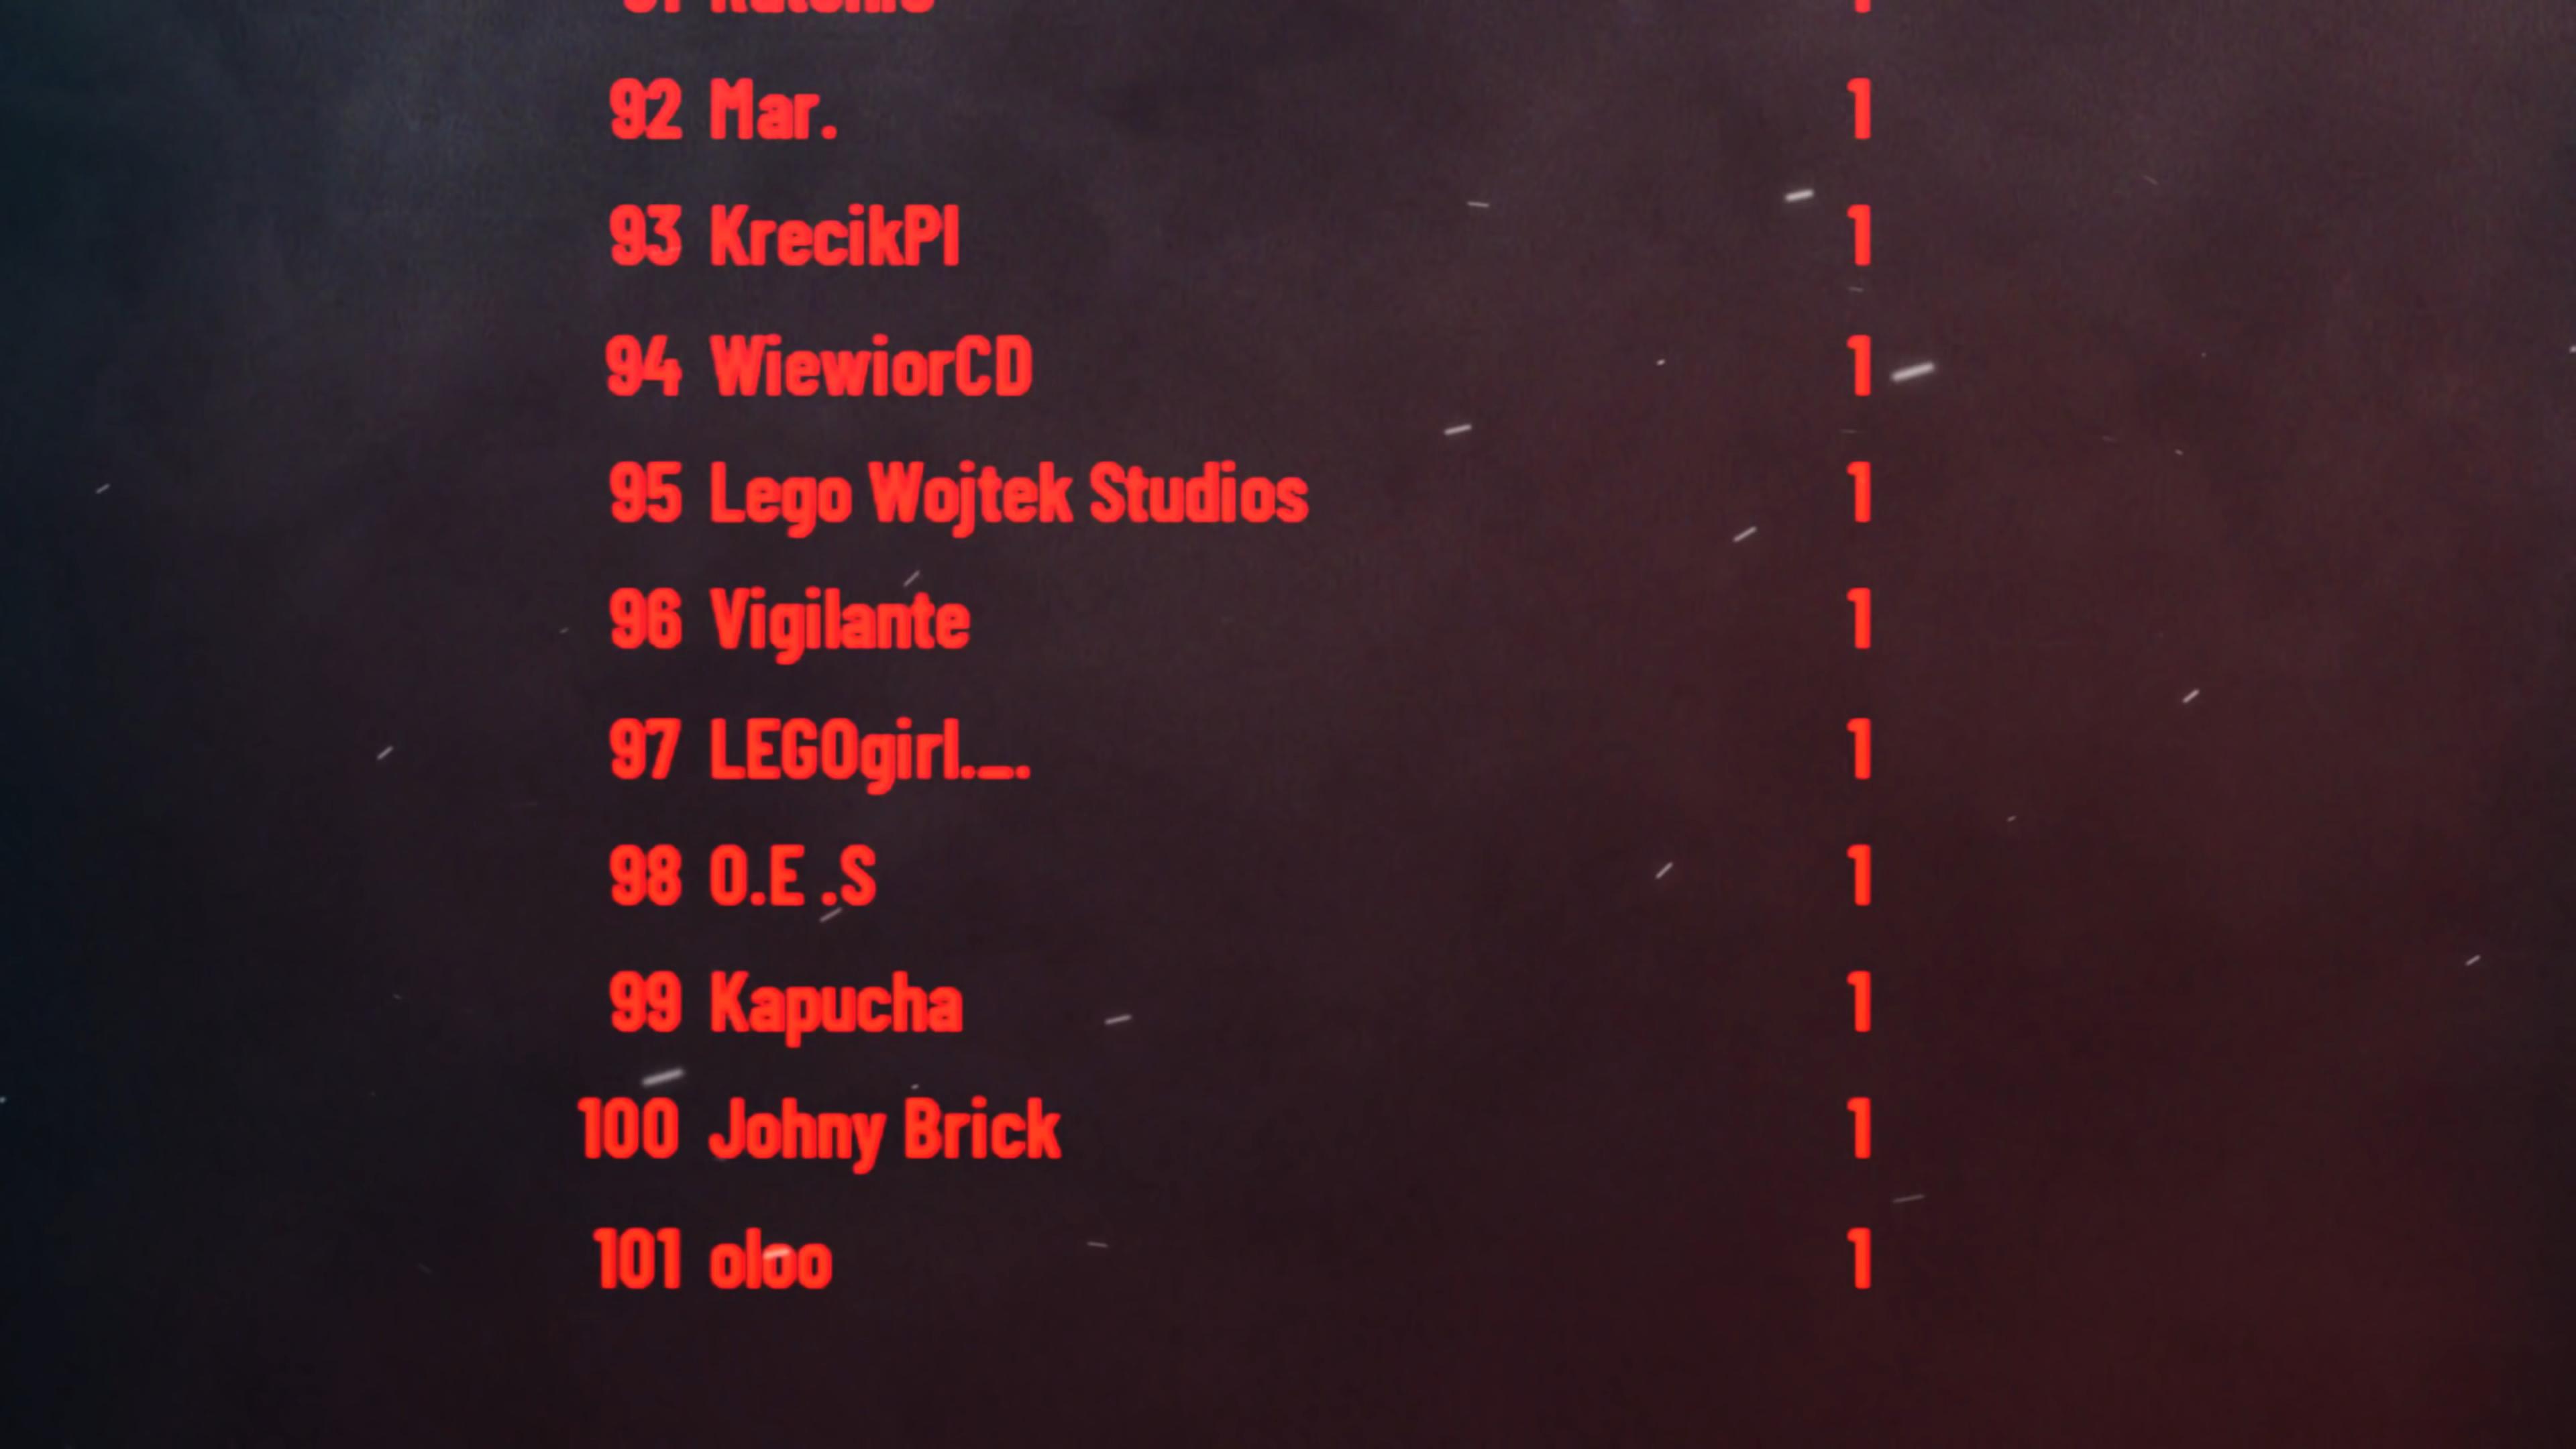 92 Mar. 1
93 KrecikPl 1
94 WiewiorCD 1
95 Lego Wojtek Studios 1
96 Vigilante 1
97 LEGOgirl._. 1
98 O.E .S 1
99 Kapucha 1
100 Johny Brick 1
101 oloo 1